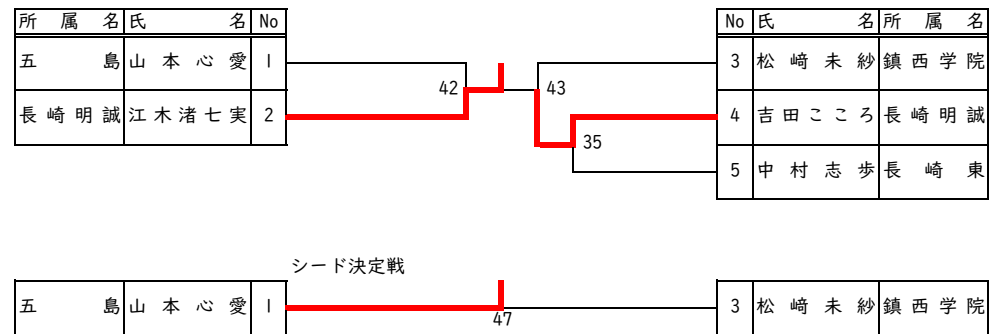 所属名 氏名 No No 氏名 所属名
五島 山本心愛 1 3 松﨑未紗 鎮西学院
42 43
長崎明誠 江木渚七実 2 4 吉田こころ 長崎明誠
35
5 中村志歩 長崎東
シード決定戦
五島 山本心愛 1 3 松﨑未紗 鎮西学院
47